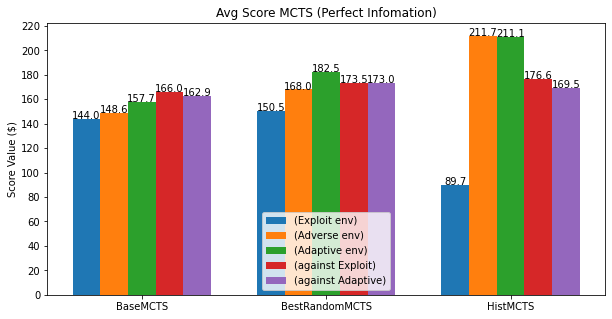 Avg Score MCTS (Perfect Infomation)
Score Value ($)
220
200
180
160
140
120
100
80
60
40
20
0
144.0 148.6 157.7 166.0 162.9
150.5 168.0 182.5 173.5 173.0
89.7 211.7 211.1 176.6 169.5
(Exploit env)
(Adverse env)
(Adaptive env)
(against Exploit)
(against Adaptive)
BaseMCTS BestRandomMCTS HistMCTS